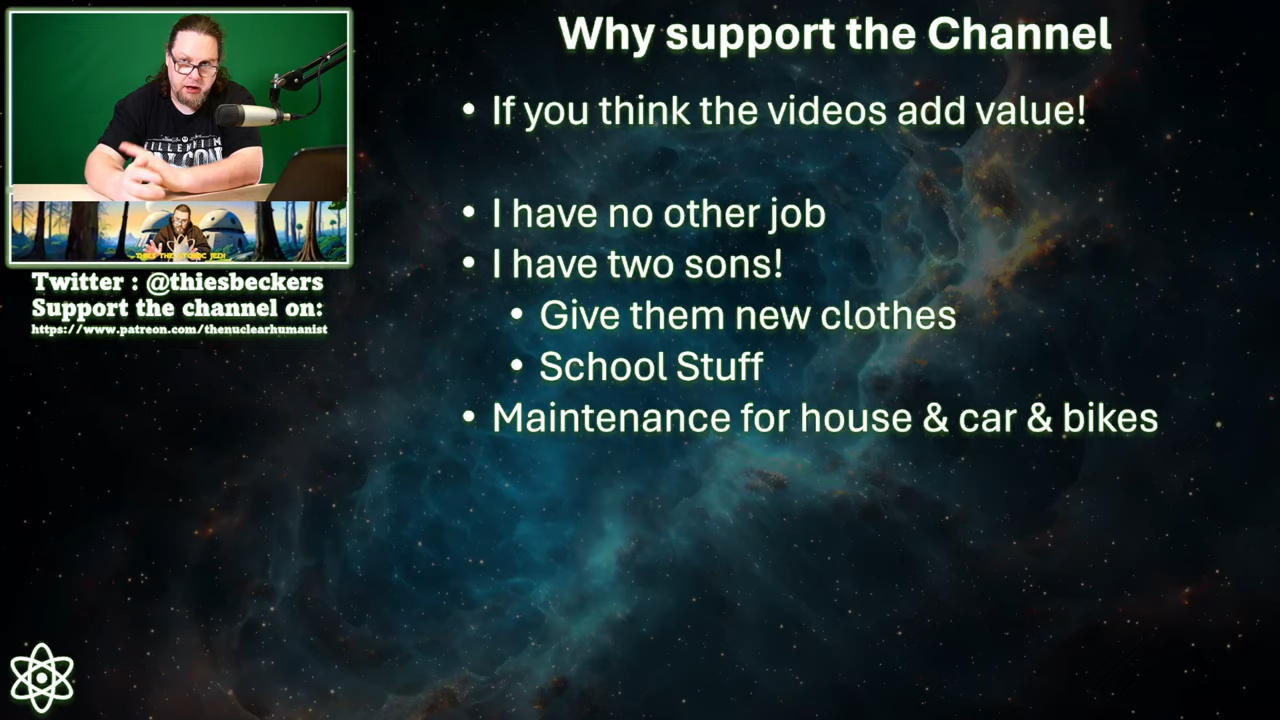 Why support the Channel
• If you think the videos add value!
• I have no other job
• I have two sons!
• Give them new clothes
• School Stuff
• Maintenance for house & car & bikes
Twitter : @thiesbeckers
Support the channel on:
https://www.patreon.com/thenuclearhumanist